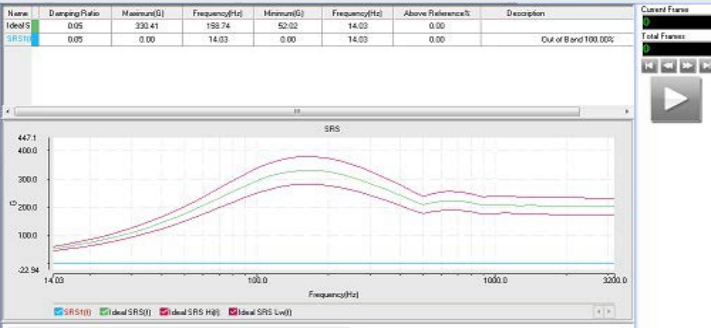 Name Damping Ratio Maximum(G) Frequency(Hz) Minimum(G) Frequency(Hz) Above Reference% Description
Ideal S 0.05 330.41 158.74 52.02 14.03 0.00
SRS1(I) 0.05 0.00 14.03 0.00 14.03 0.00 Out of Band 100.00%
Current Frame
0
Total Frames
0
SRS
447.1
400.0
300.0
200.0
100.0
-22.94
G
14.03 100.0 1000.0 3200.0
Frequency(Hz)
SRS1(I) Ideal SRS(I) Ideal SRS Hi(I) Ideal SRS Lw(I)